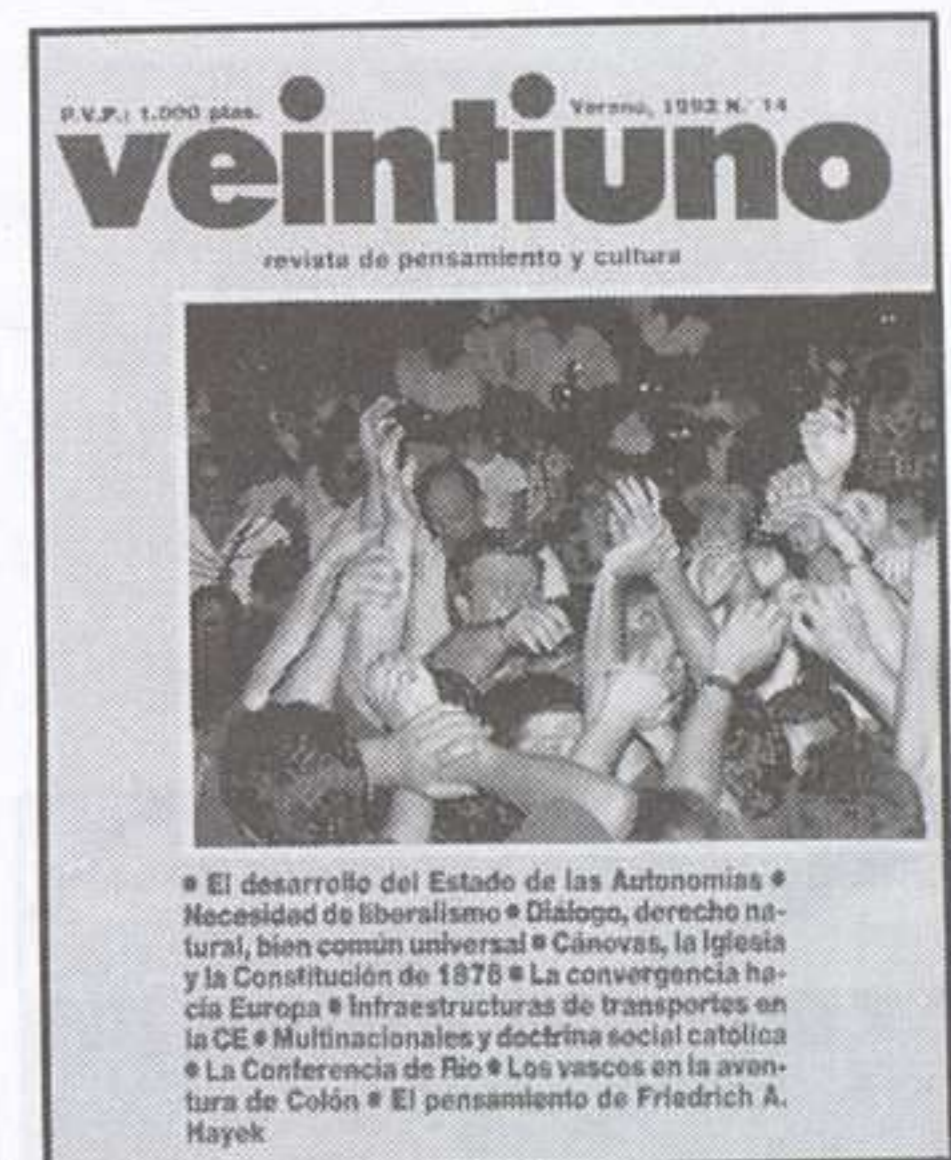 P.V.P.: 1.000 ptas.
Verano, 1992 N.° 14
veintiuno
revista de pensamiento y cultura
• El desarrollo del Estado de las Autonomías •
Necesidad de liberalismo • Diálogo, derecho na-
tural, bien común universal • Cánovas, la Iglesia
y la Constitución de 1876 • La convergencia ha-
cía Europa • Infraestructuras de transportes en
la CE • Multinacionales y doctrina social católica
• La Conferencia de Río • Los vascos en la aven-
tura de Colón • El pensamiento de Friedrich A.
Hayek